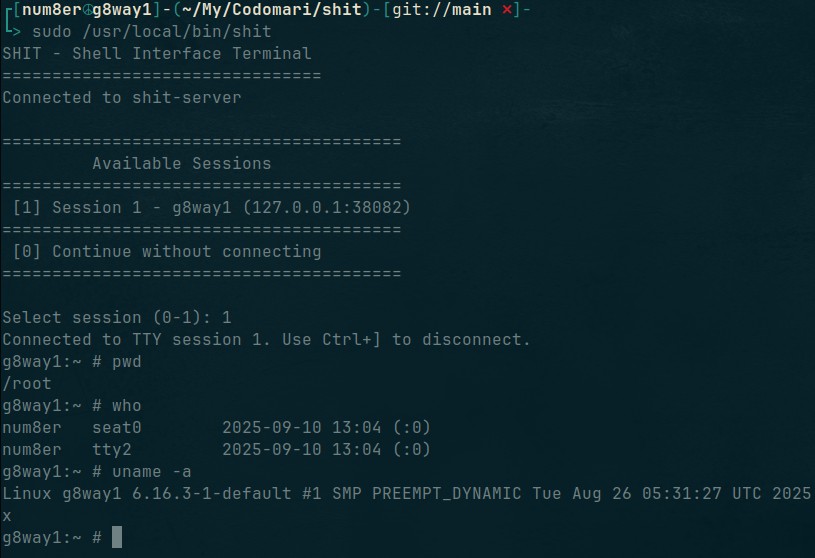 [num8er☮g8way1]-(~/My/Codomari/shit)-[git://main ✗]-
> sudo /usr/local/bin/shit
SHIT - Shell Interface Terminal
================================
Connected to shit-server
========================================
Available Sessions
========================================
[1] Session 1 - g8way1 (127.0.0.1:38082)
========================================
[0] Continue without connecting
========================================
Select session (0-1): 1
Connected to TTY session 1. Use Ctrl+] to disconnect.
g8way1:~ # pwd
/root
g8way1:~ # who
num8er   seat0        2025-09-10 13:04 (:0)
num8er   tty2         2025-09-10 13:04 (:0)
g8way1:~ # uname -a
Linux g8way1 6.16.3-1-default #1 SMP PREEMPT_DYNAMIC Tue Aug 26 05:31:27 UTC 2025
x
g8way1:~ #